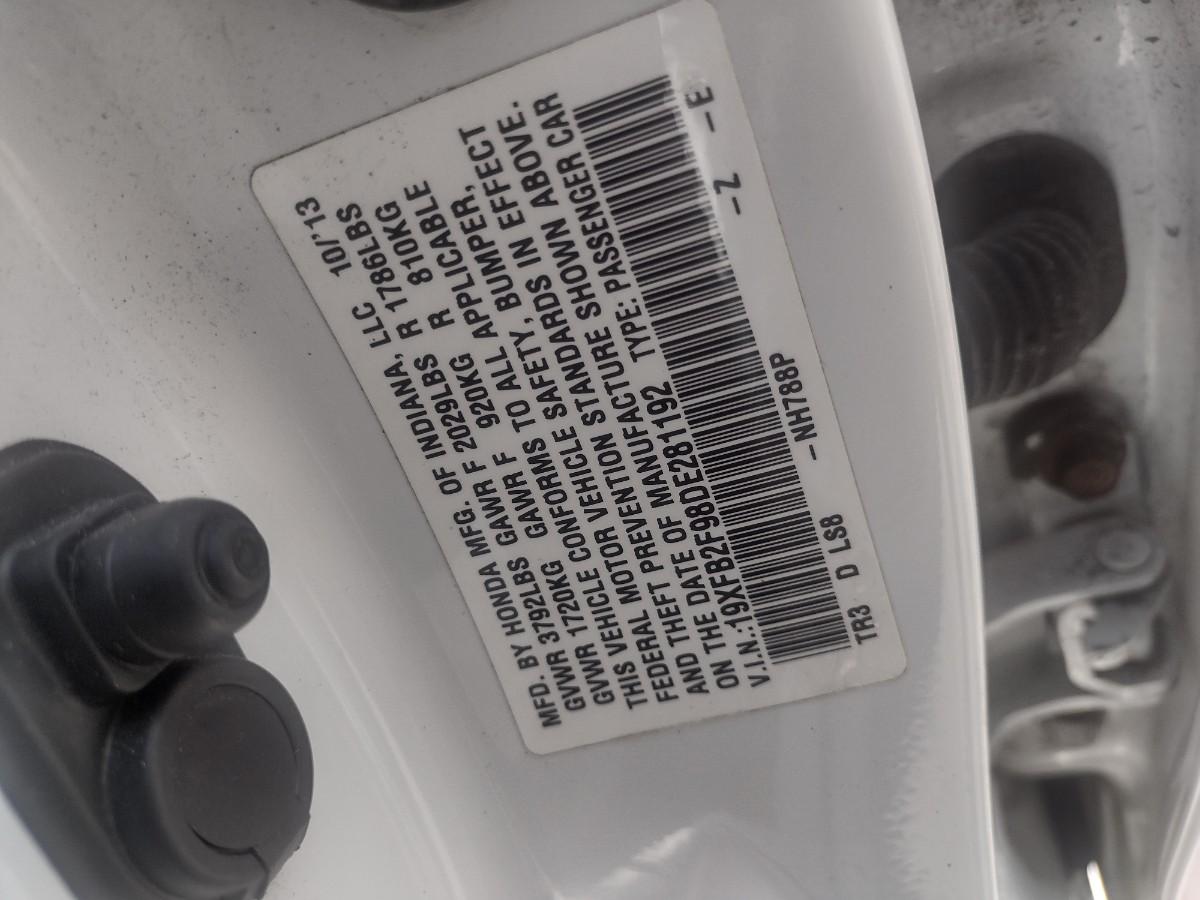 MFD. BY HONDA MFG. OF INDIANA, LLC 10/'13
GVWR 3792LBS GAWR F 2029LBS R 1786LBS
GVWR 1720KG GAWR F 920KG R 810KG
THIS VEHICLE CONFORMS TO ALL APPLICABLE
FEDERAL MOTOR VEHICLE SAFETY, BUMPER,
AND THEFT PREVENTION STANDARDS IN EFFECT
ON THE DATE OF MANUFACTURE SHOWN ABOVE.
V.I.N.:19XFB2F98DE281192 TYPE: PASSENGER CAR
TR3 D LS8 -NH788P -Z -E